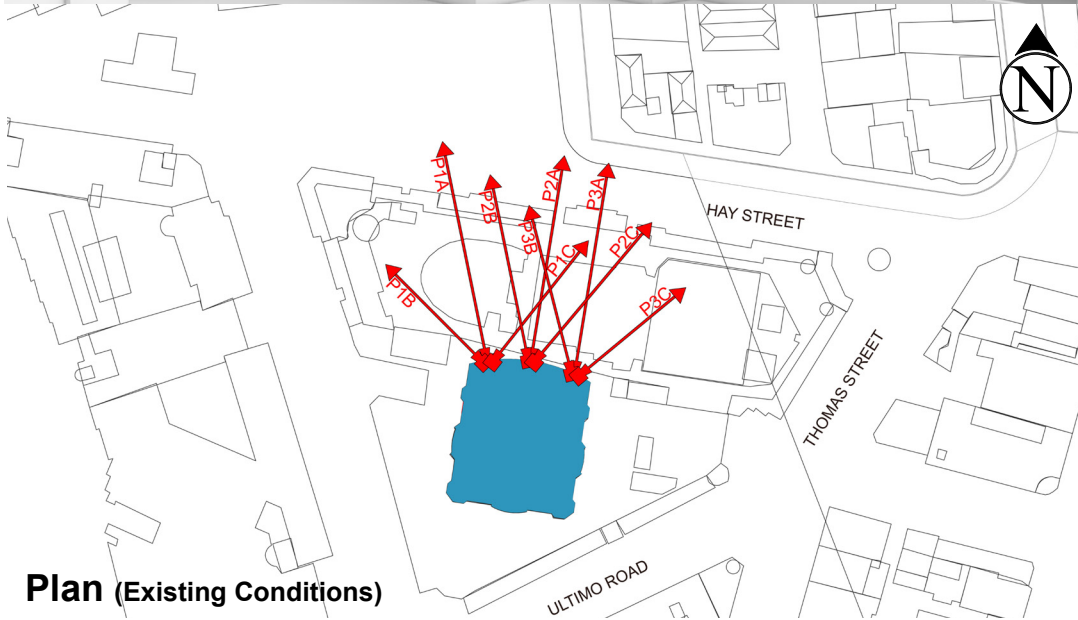 N
P1A
P2B
P2A
P3A
P3B
P1C
P2C
P1B
P3C
HAY STREET
THOMAS STREET
ULTIMO ROAD
Plan (Existing Conditions)